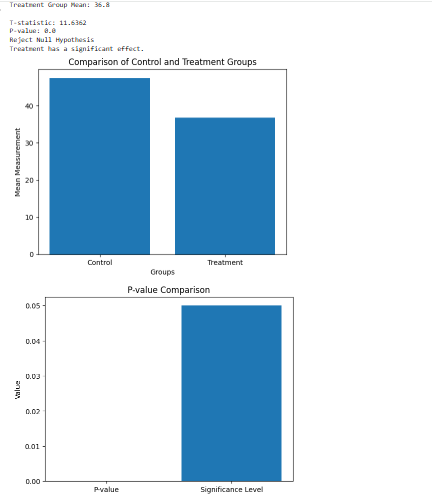 Treatment Group Mean: 36.8
T-statistic: 11.6362
P-value: 0.0
Reject Null Hypothesis
Treatment has a significant effect.
Comparison of Control and Treatment Groups
Mean Measurement
40
30
20
10
0
Control Treatment
Groups
P-value Comparison
Value
0.05
0.04
0.03
0.02
0.01
0.00
P-value Significance Level